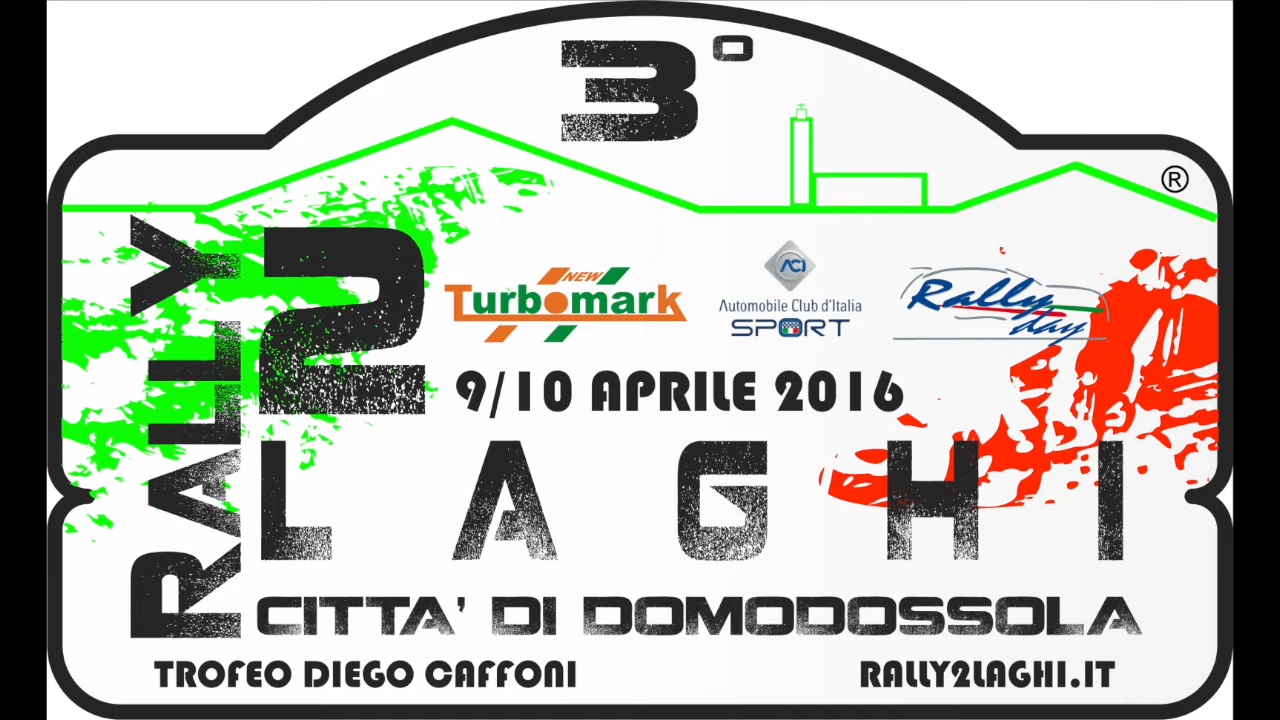 3°
®
RALLY
2
NEW
Turbomark
ACI
Automobile Club d'Italia
SPORT
Rally
day
9/10 APRILE 2016
LAGHI
CITTA' DI DOMODOSSOLA
TROFEO DIEGO CAFFONI
RALLY2LAGHI.IT